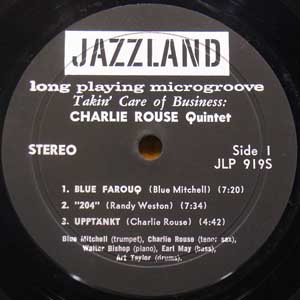 JAZZLAND
long playing microgroove
Takin' Care of Business:
CHARLIE ROUSE Quintet
STEREO
Side 1
JLP 919S
1. BLUE FAROUQ (Blue Mitchell) (7:20)
2. "204" (Randy Weston) (7:34)
3. UPPTÄNKT (Charlie Rouse) (4:42)
Blue Mitchell (trumpet), Charlie Rouse (tenor sax),
Walter Bishop (piano), Earl May (bass),
Art Taylor (drums).